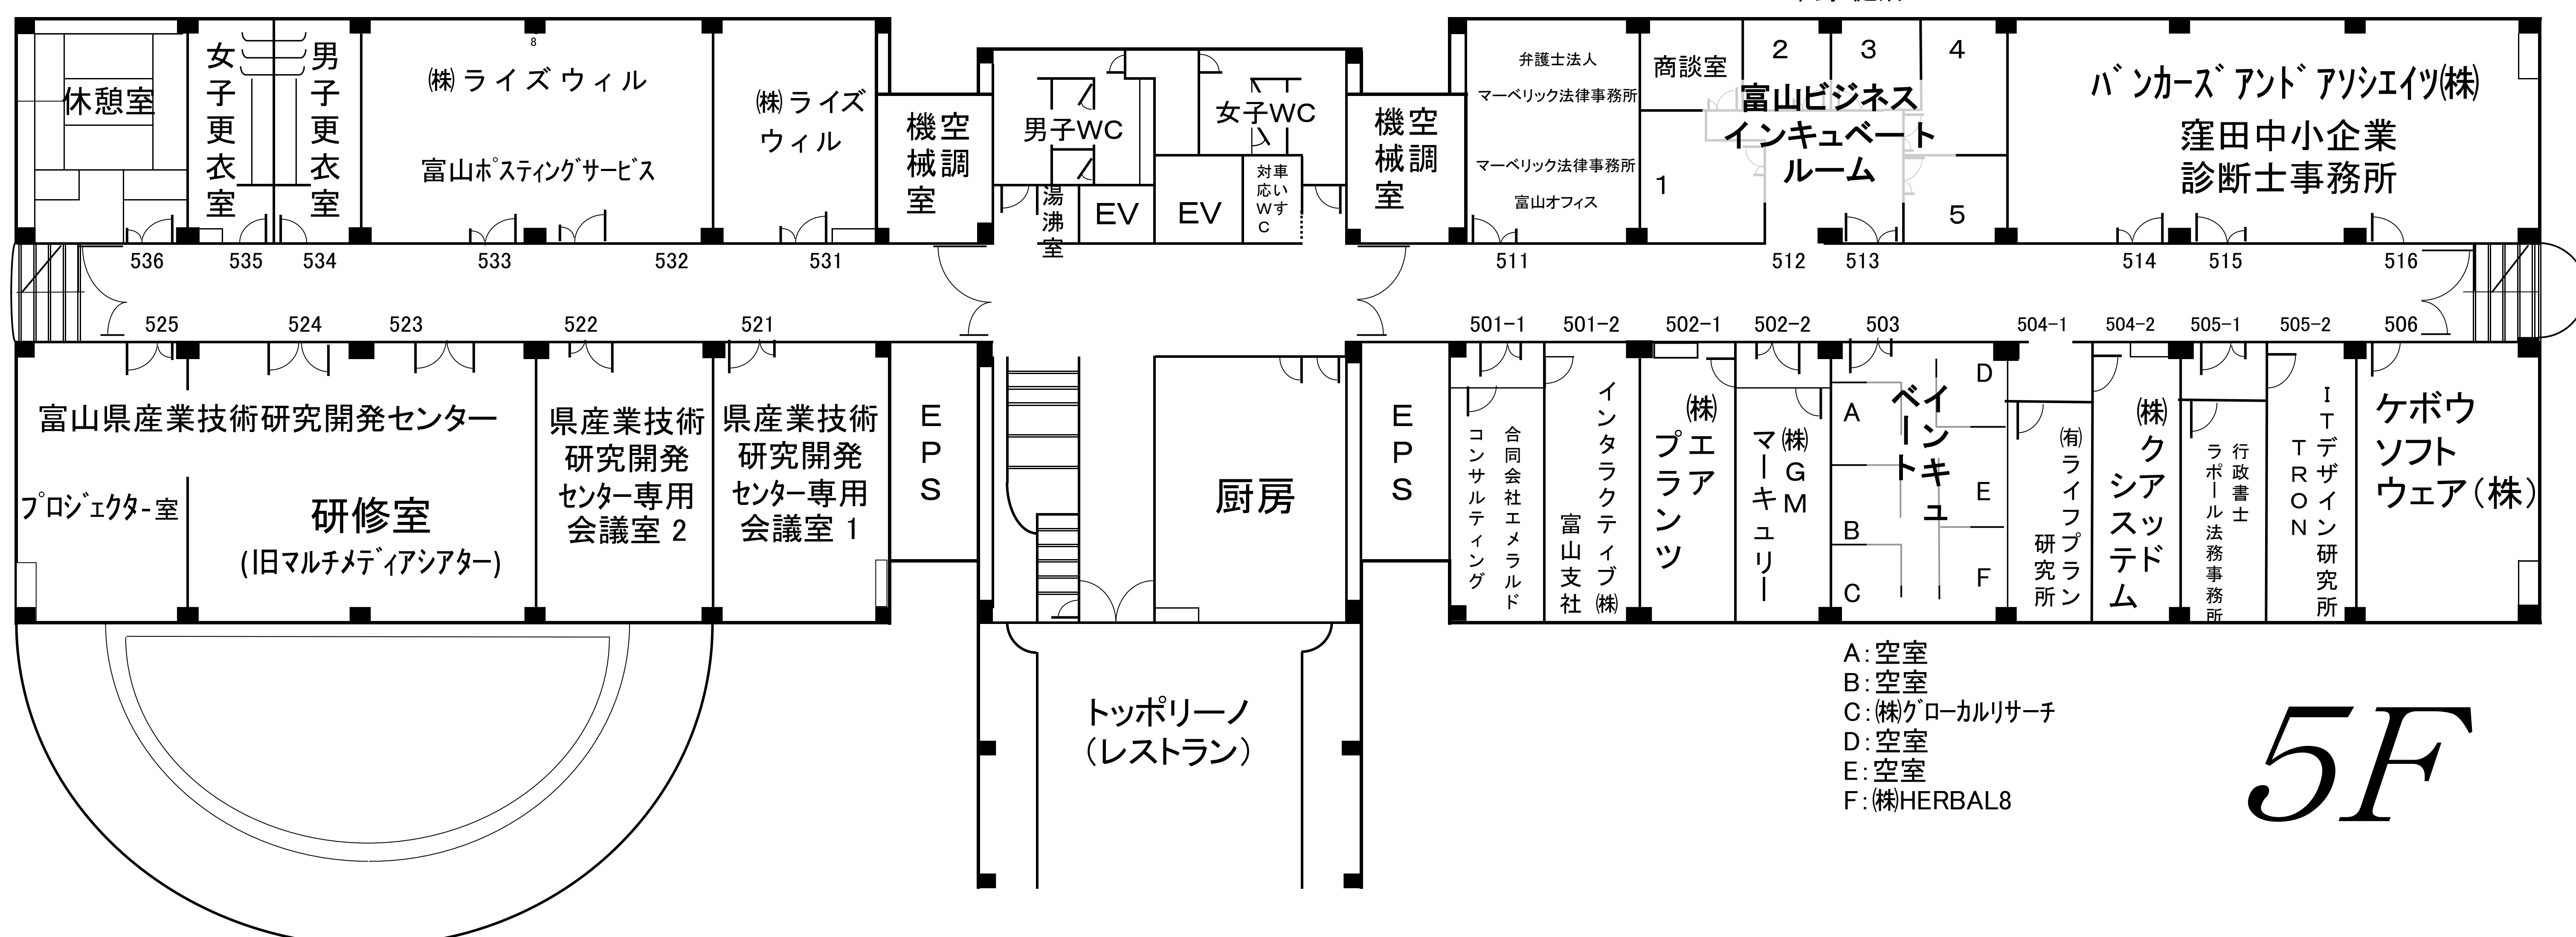 休憩室
女子更衣室
男子更衣室
8
㈱ライズウィル
富山ポスティングサービス
㈱ライズ
ウィル
空調
機械室
男子WC
女子WC
湯沸室
EV
EV
車いす
対応WC
空調
機械室
弁護士法人
マーベリック法律事務所
マーベリック法律事務所
富山オフィス
商談室
1
2
3
4
5
富山ビジネス
インキュベート
ルーム
バンカーズアンドアソシエイツ㈱
窪田中小企業
診断士事務所
536
535
534
533
532
531
511
512
513
514
515
516
525
524
523
522
521
501-1
501-2
502-1
502-2
503
504-1
504-2
505-1
505-2
506
富山県産業技術研究開発センター
プロジェクター室
研修室
(旧マルチメディアシアター)
県産業技術
研究開発
センター専用
会議室 2
県産業技術
研究開発
センター専用
会議室 1
EPS
厨房
EPS
合同会社エメラルド
コンサルティング
インタラクティブ㈱
富山支社
㈱エア
プランツ
㈱GM
マーキュリー
インキュ
ベート
A
B
C
D
E
F
㈲ライフプラン
研究所
㈱クアッド
システム
行政書士
ラポール法務事務所
ITデザイン研究所
TRON
ケボウ
ソフト
ウェア(株)
トッポリーノ
(レストラン)
A:空室
B:空室
C:㈱グローカルリサーチ
D:空室
E:空室
F:㈱HERBAL8
5F